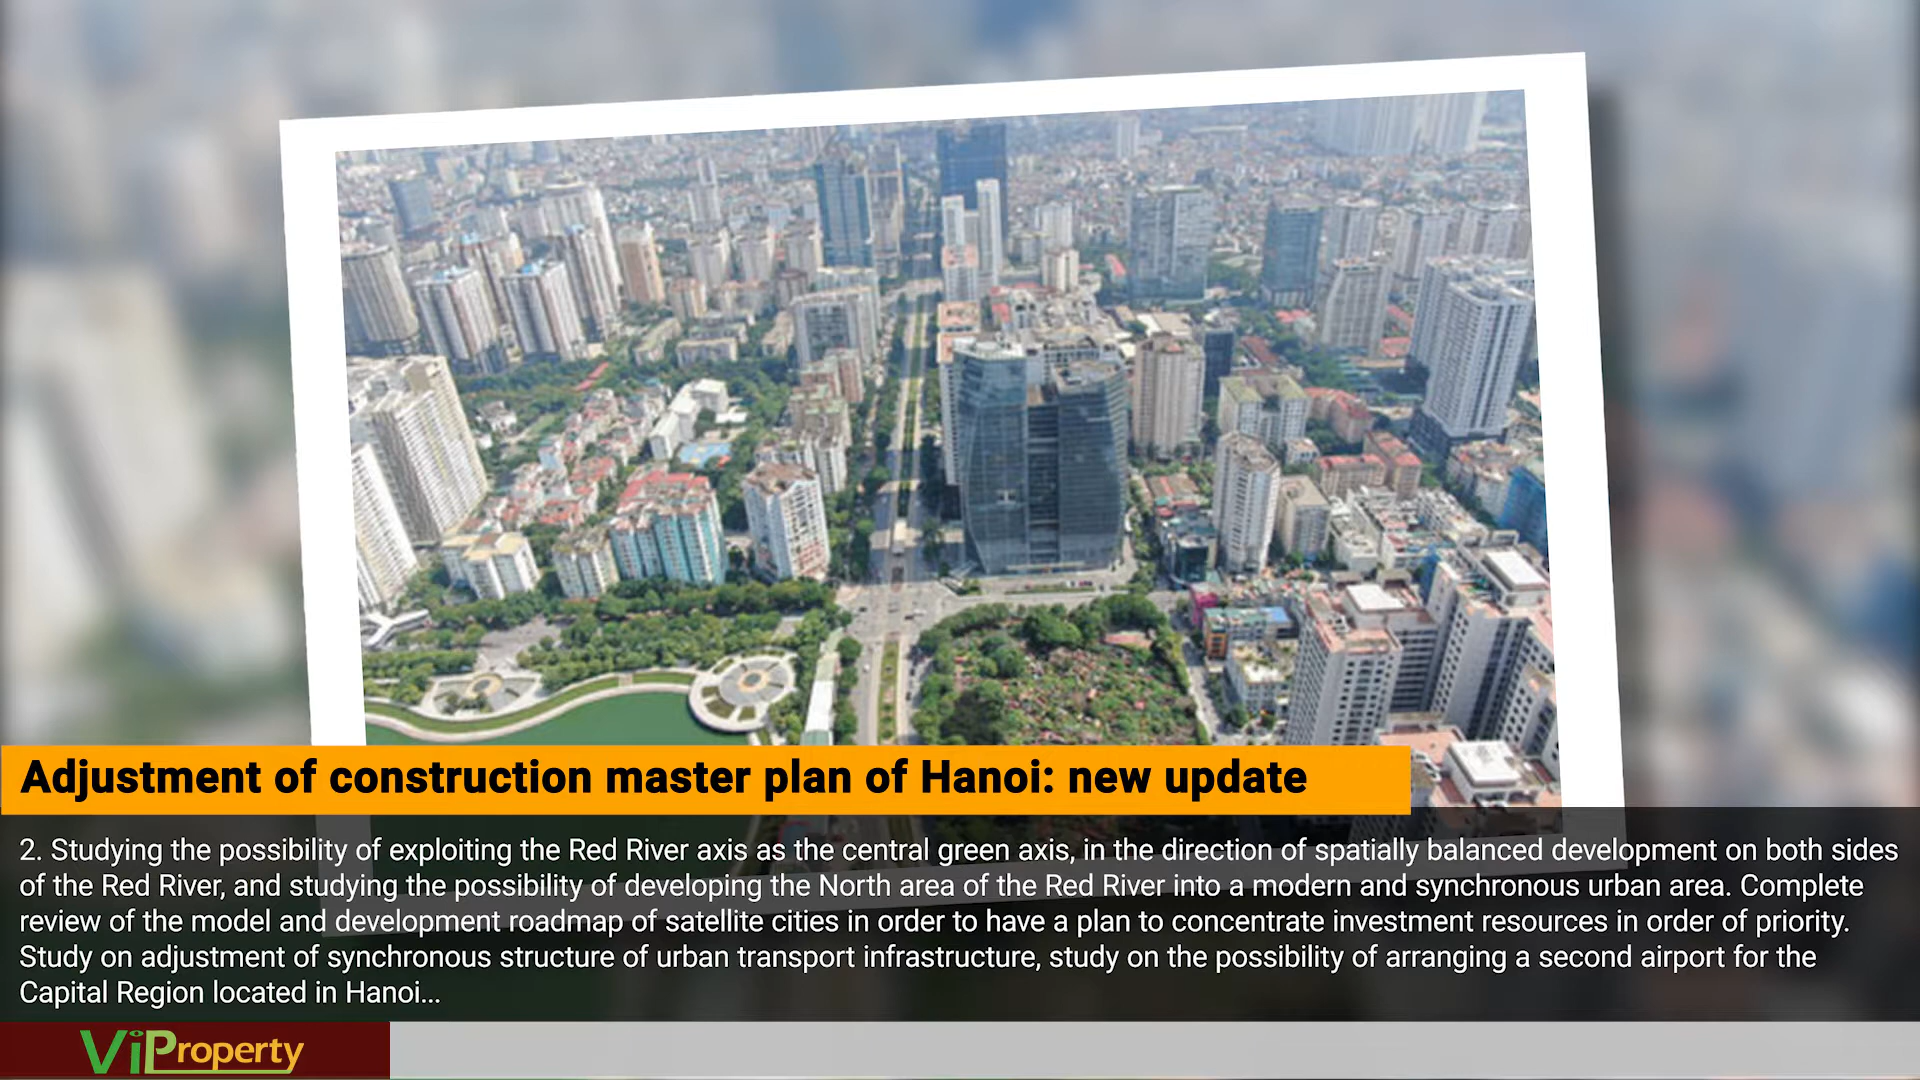 Adjustment of construction master plan of Hanoi: new update
2. Studying the possibility of exploiting the Red River axis as the central green axis, in the direction of spatially balanced development on both sides
of the Red River, and studying the possibility of developing the North area of the Red River into a modern and synchronous urban area. Complete
review of the model and development roadmap of satellite cities in order to have a plan to concentrate investment resources in order of priority.
Study on adjustment of synchronous structure of urban transport infrastructure, study on the possibility of arranging a second airport for the
Capital Region located in Hanoi...
ViProperty